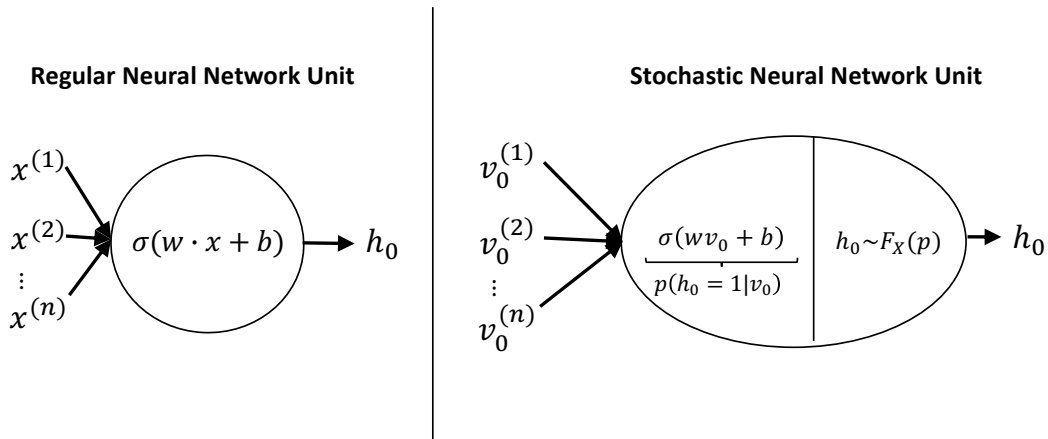 Regular Neural Network Unit
x^{(1)}
x^{(2)}
⋮
x^{(n)}
σ(w · x + b)
h_0
Stochastic Neural Network Unit
v_0^{(1)}
v_0^{(2)}
⋮
v_0^{(n)}
σ(wv_0 + b)
p(h_0 = 1|v_0)
h_0~F_X(p)
h_0